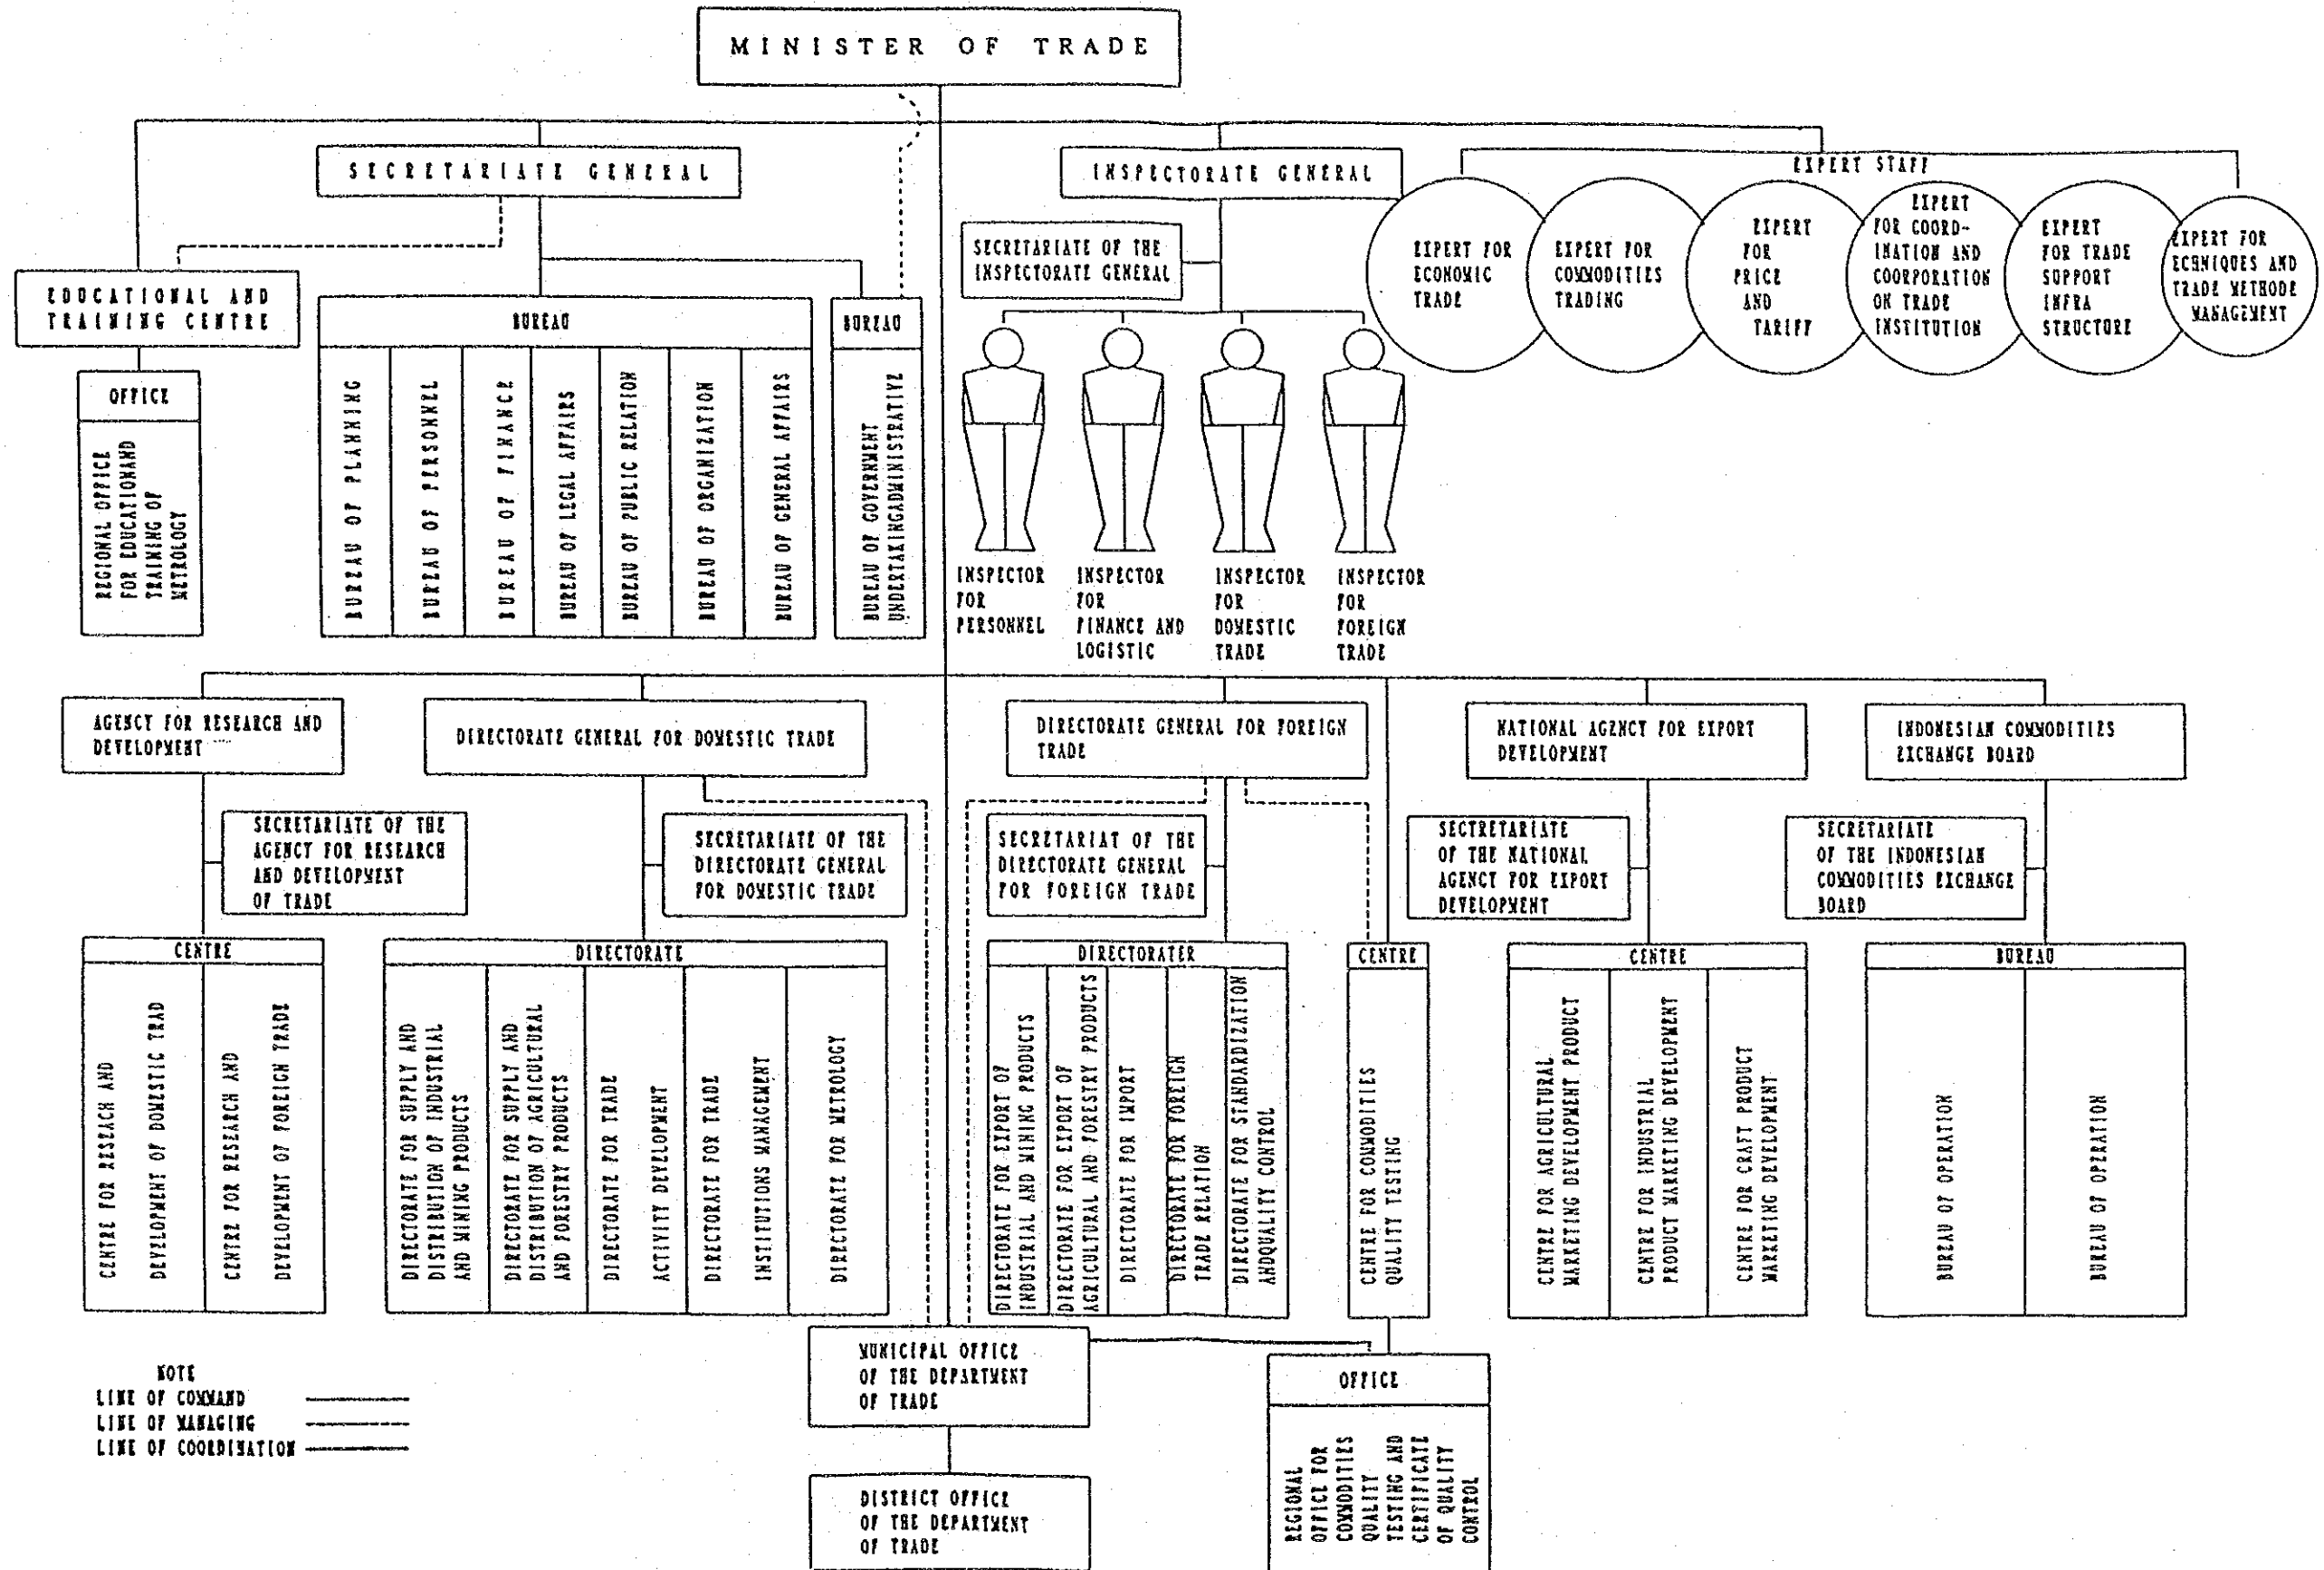 MINISTER OF TRADE
SECRETARIATE GENERAL
INSPECTORATE GENERAL
EXPERT STAFF
EDUCATIONAL AND
TRAINING CENTRE
OFFICE
REGIONAL OFFICE
FOR EDUCATIONAND
TRAINING OF
METROLOGY
BUREAU
BUREAU OF PLANNING
BUREAU OF PERSONNEL
BUREAU OF FINANCE
BUREAU OF LEGAL AFFAIRS
BUREAU OF PUBLIC RELATION
BUREAU OF ORGANIZATION
BUREAU OF GENERAL AFFAIRS
BUREAU
BUREAU OF GOVERNMENT
UNDERTAKINGADMINISTRATIVE
SECRETARIATE OF THE
INSPECTORATE GENERAL
INSPECTOR
FOR
PERSONNEL
INSPECTOR
FOR
FINANCE AND
LOGISTIC
INSPECTOR
FOR
DOMESTIC
TRADE
INSPECTOR
FOR
FOREIGN
TRADE
EXPERT FOR
ECONOMIC
TRADE
EXPERT FOR
COMMODITIES
TRADING
EXPERT
FOR
PRICE
AND
TARIFF
EXPERT
FOR COORD-
INATION AND
COORPORATION
ON TRADE
INSTITUTION
EXPERT
FOR TRADE
SUPPORT
INFRA
STRUCTURE
EXPERT FOR
ECHNIQUES AND
TRADE METHODE
MANAGEMENT
AGENCY FOR RESEARCH AND
DEVELOPMENT
DIRECTORATE GENERAL FOR DOMESTIC TRADE
DIRECTORATE GENERAL FOR FOREIGN
TRADE
NATIONAL AGENCY FOR EXPORT
DEVELOPMENT
INDONESIAN COMMODITIES
EXCHANGE BOARD
SECRETARIATE OF THE
AGENCY FOR RESEARCH
AND DEVELOPMENT
OF TRADE
SECRETARIATE OF THE
DIRECTORATE GENERAL
FOR DOMESTIC TRADE
SECRETARIAT OF THE
DIRECTORATE GENERAL
FOR FOREIGN TRADE
SECTRETARIATE
OF THE NATIONAL
AGENCY FOR EXPORT
DEVELOPMENT
SECRETARIATE
OF THE INDONESIAN
COMMODITIES EXCHANGE
BOARD
CENTRE
CENTRE FOR RESEACH AND
DEVELOPMENT OF DOMESTIC TRAD
CENTRE FOR RESEARCH AND
DEVELOPMENT OF FOREIGN TRADE
DIRECTORATE
DIRECTORATE FOR SUPPLY AND
DISTRIBUTION OF INDUSTRIAL
AND MINING PRODUCTS
DIRECTORATE FOR SUPPLY AND
DISTRIBUTION OF AGRICULTURAL
AND FORESTRY PRODUCTS
DIRECTORATE FOR TRADE
ACTIVITY DEVELOPMENT
DIRECTORATE FOR TRADE
INSTITUTIONS MANAGEMENT
DIRECTORATE FOR METROLOGY
DIRECTORATER
DIRECTORATE FOR EXPORT OF
INDUSTRIAL AND MINING PRODUCTS
DIRECTORATE FOR EXPORT OF
AGRICULTURAL AND FORESTRY PRODUCTS
DIRECTORATE FOR IMPORT
DIRECTORATE FOR FOREIGN
TRADE RELATION
DIRECTORATE FOR STANDARDIZATION
ANDQUALITY CONTROL
CENTRE
CENTRE FOR COMMODITIES
QUALITY TESTING
CENTRE
CENTRE FOR AGRICULTURAL
MARKETING DEVELOPMENT PRODUCT
CENTRE FOR INDUSTRIAL
PRODUCT MARKETING DEVELOPMENT
CENTRE FOR CRAFT PRODUCT
MARKETING DEVELOPMENT
BUREAU
BUREAU OF OPERATION
BUREAU OF OPERATION
MUNICIPAL OFFICE
OF THE DEPARTMENT
OF TRADE
DISTRICT OFFICE
OF THE DEPARTMENT
OF TRADE
OFFICE
REGIONAL
OFFICE FOR
COMMODITIES
QUALITY
TESTING AND
CERTIFICATE
OF QUALITY
CONTROL
NOTE
LINE OF COMMAND
LINE OF MANAGING
LINE OF COORDINATION